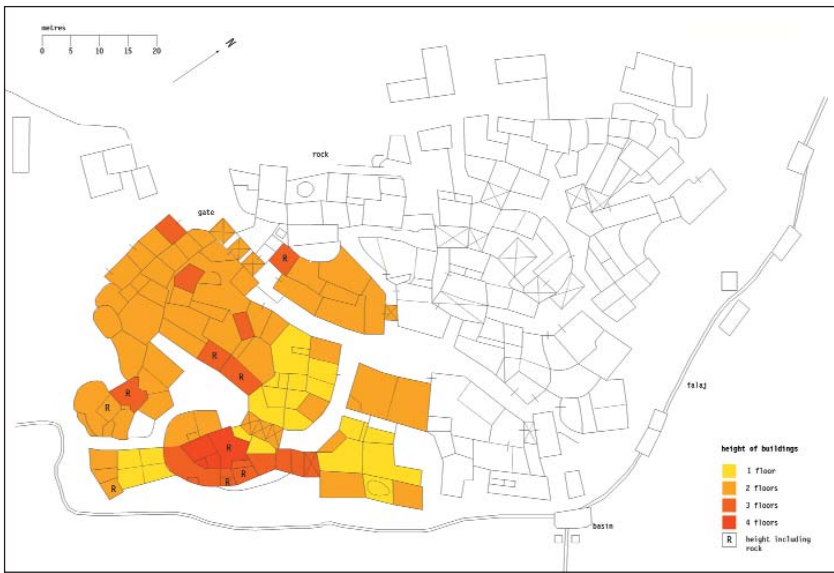 metres
0 5 10 15 20
N
rock
gate
R
R
R
R
R
R
R
R
R
falaj
basin
height of buildings
1 floor
2 floors
3 floors
4 floors
R height including
rock